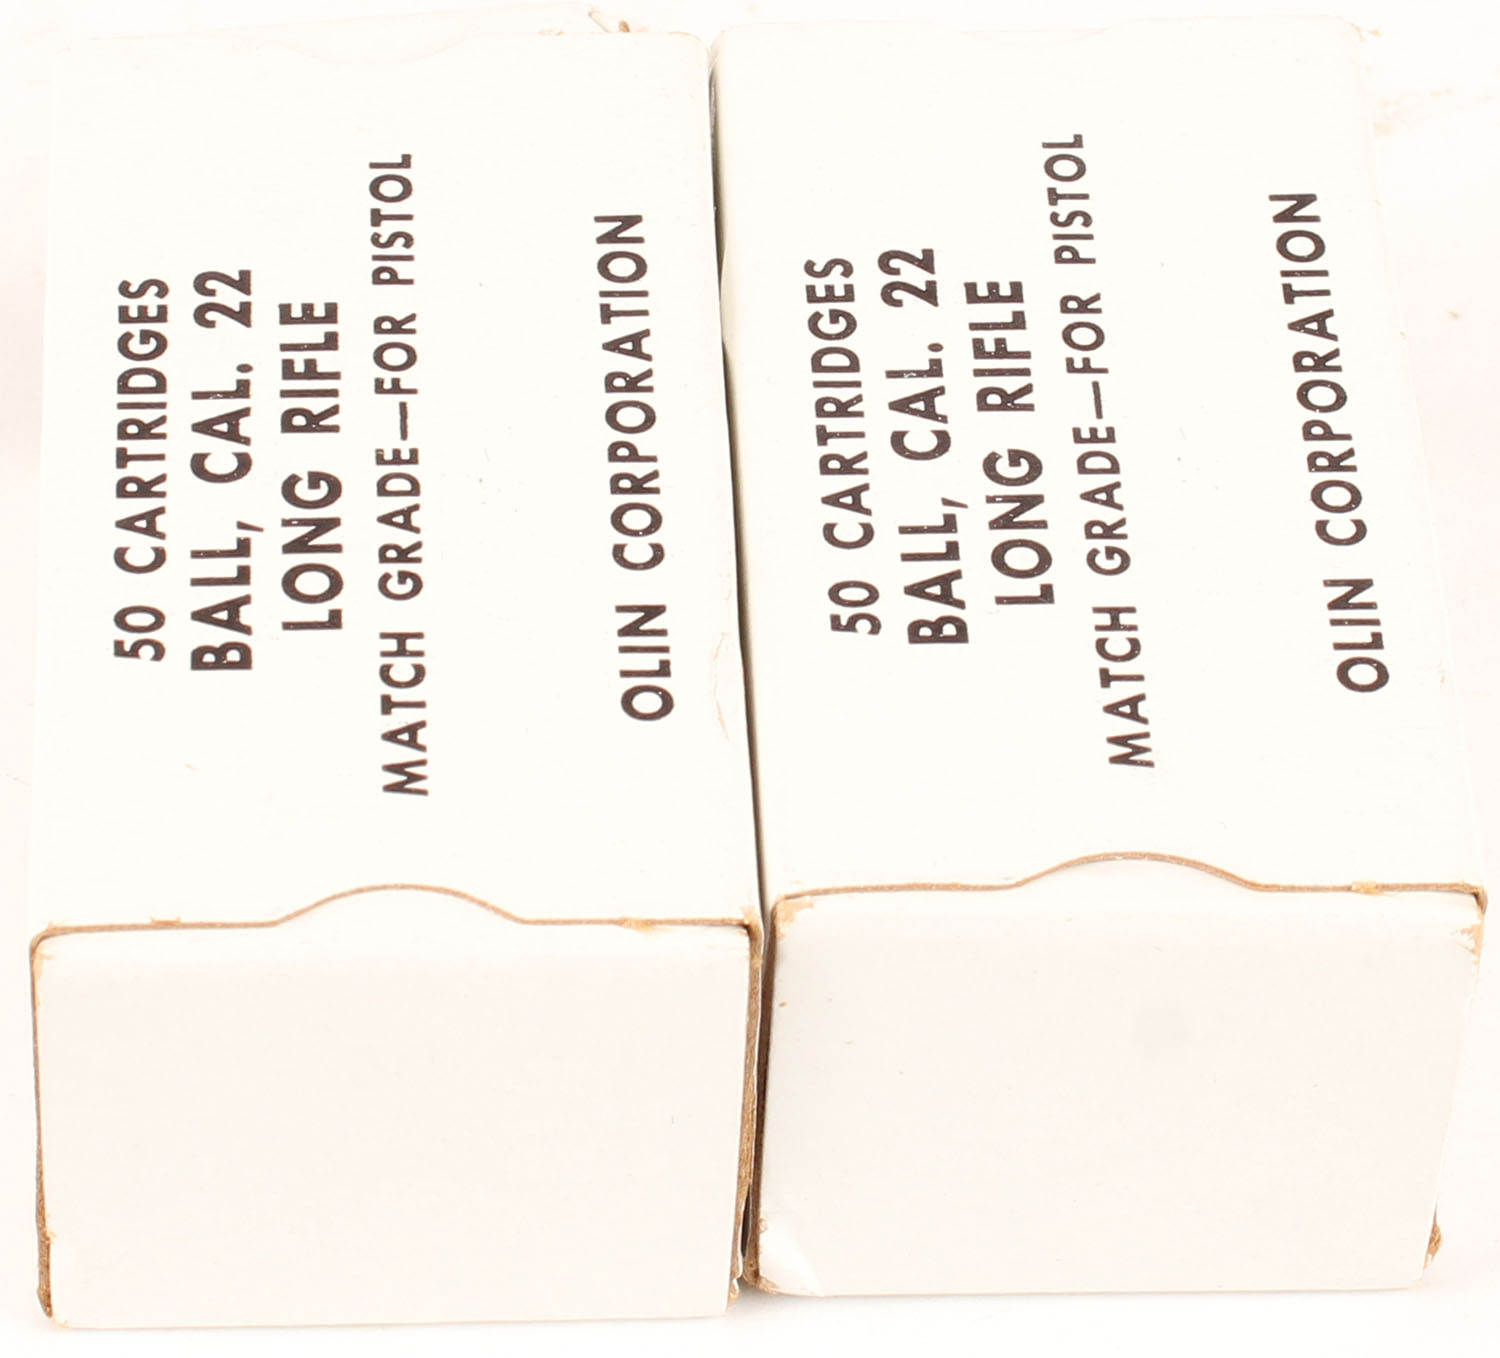 50 CARTRIDGES
BALL, CAL. 22
LONG RIFLE
MATCH GRADE—FOR PISTOL
OLIN CORPORATION
50 CARTRIDGES
BALL, CAL. 22
LONG RIFLE
MATCH GRADE—FOR PISTOL
OLIN CORPORATION